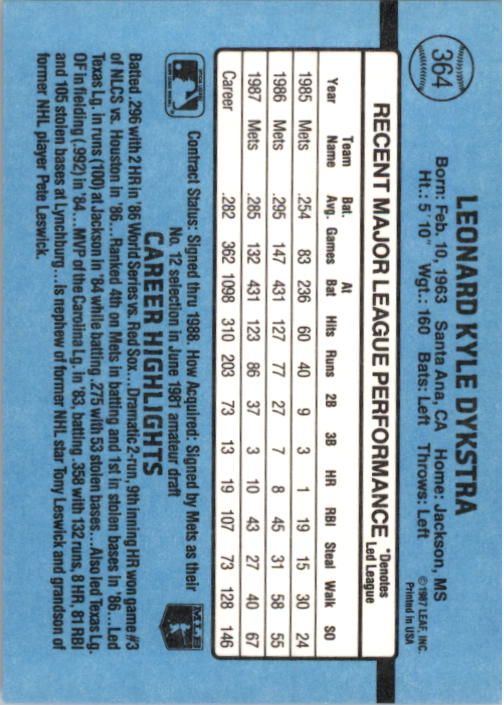 364
LEONARD KYLE DYKSTRA
Born: Feb. 10, 1963 Santa Ana, CA Home: Jackson, MS
Ht.: 5' 10" Wgt.: 160 Bats: Left Throws: Left
©1987 LEAF, INC.
Printed in USA
RECENT MAJOR LEAGUE PERFORMANCE *Denotes Led League
Year Team Name Bat. Avg. Games At Bat Hits Runs 2B 3B HR RBI Steal Walk SO
1985 Mets .254 83 236 60 40 9 3 1 19 15 30 24
1986 Mets .295 147 431 127 77 27 7 8 45 31 58 55
1987 Mets .285 132 431 123 86 37 3 10 43 27 40 67
Career .282 362 1098 310 203 73 13 19 107 73 128 146
Contract Status: Signed thru 1988. How Acquired: Signed by Mets as their
No. 12 selection in June 1981 amateur draft
MLB
CAREER HIGHLIGHTS
Batted .296 with 2 HR in '86 World Series vs. Red Sox...Dramatic 2-run, 9th inning HR won game #3
of NLCS vs. Houston in '86...Ranked 4th on Mets in batting and 1st in stolen bases in '86...Led
Texas Lg. in runs (100) at Jackson in '84 while batting .275 with 53 stolen bases...Also led Texas Lg.
OF in fielding (.992) in '84...MVP of the Carolina Lg. in '83, batting .358 with 132 runs, 8 HR, 81 RBI
and 105 stolen bases at Lynchburg...Is nephew of former NHL star Tony Leswick and grandson of
former NHL player Pete Leswick.